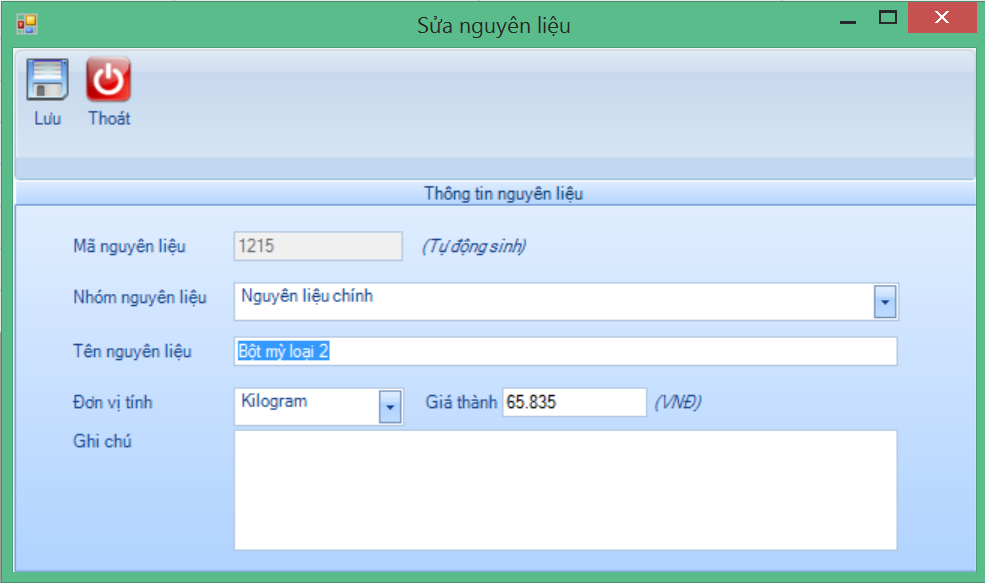 Sửa nguyên liệu
Lưu Thoát
Thông tin nguyên liệu
Mã nguyên liệu 1215 (Tự động sinh)
Nhóm nguyên liệu Nguyên liệu chính
Tên nguyên liệu Bột mỳ loại 2
Đơn vị tính Kilogram Giá thành 65.835 (VNĐ)
Ghi chú